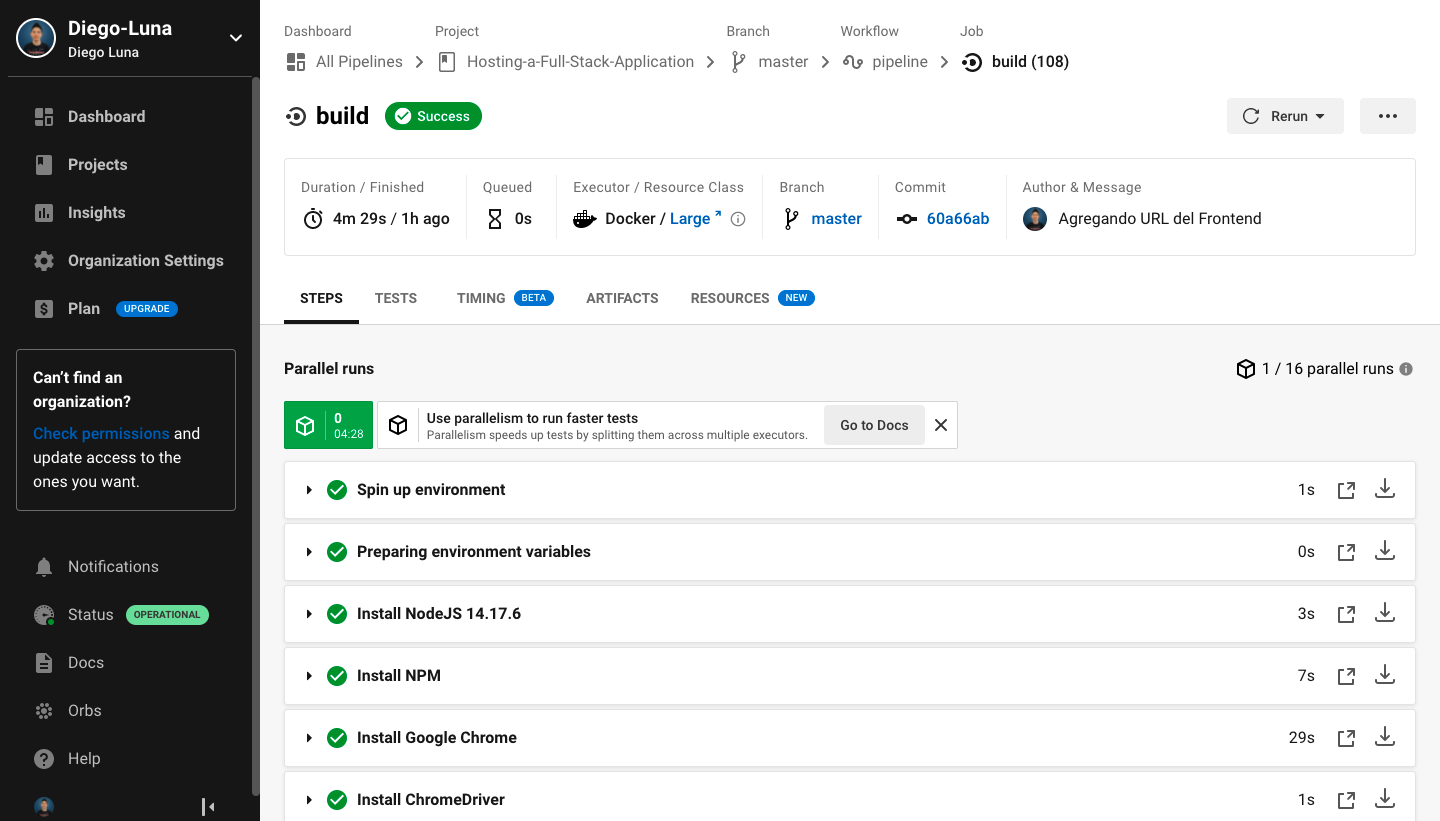 Diego-Luna
Diego Luna
Dashboard
Projects
Insights
Organization Settings
Plan UPGRADE
Can’t find an
organization?
Check permissions and
update access to the
ones you want.
Notifications
Status OPERATIONAL
Docs
Orbs
Help
Dashboard Project Branch Workflow Job
All Pipelines Hosting-a-Full-Stack-Application master pipeline build (108)
build Success
Rerun
Duration / Finished Queued Executor / Resource Class Branch Commit Author & Message
4m 29s / 1h ago 0s Docker / Large master 60a66ab Agregando URL del Frontend
STEPS TESTS TIMING BETA ARTIFACTS RESOURCES NEW
Parallel runs 1 / 16 parallel runs
0
04:28
Use parallelism to run faster tests
Parallelism speeds up tests by splitting them across multiple executors.
Go to Docs
Spin up environment 1s
Preparing environment variables 0s
Install NodeJS 14.17.6 3s
Install NPM 7s
Install Google Chrome 29s
Install ChromeDriver 1s